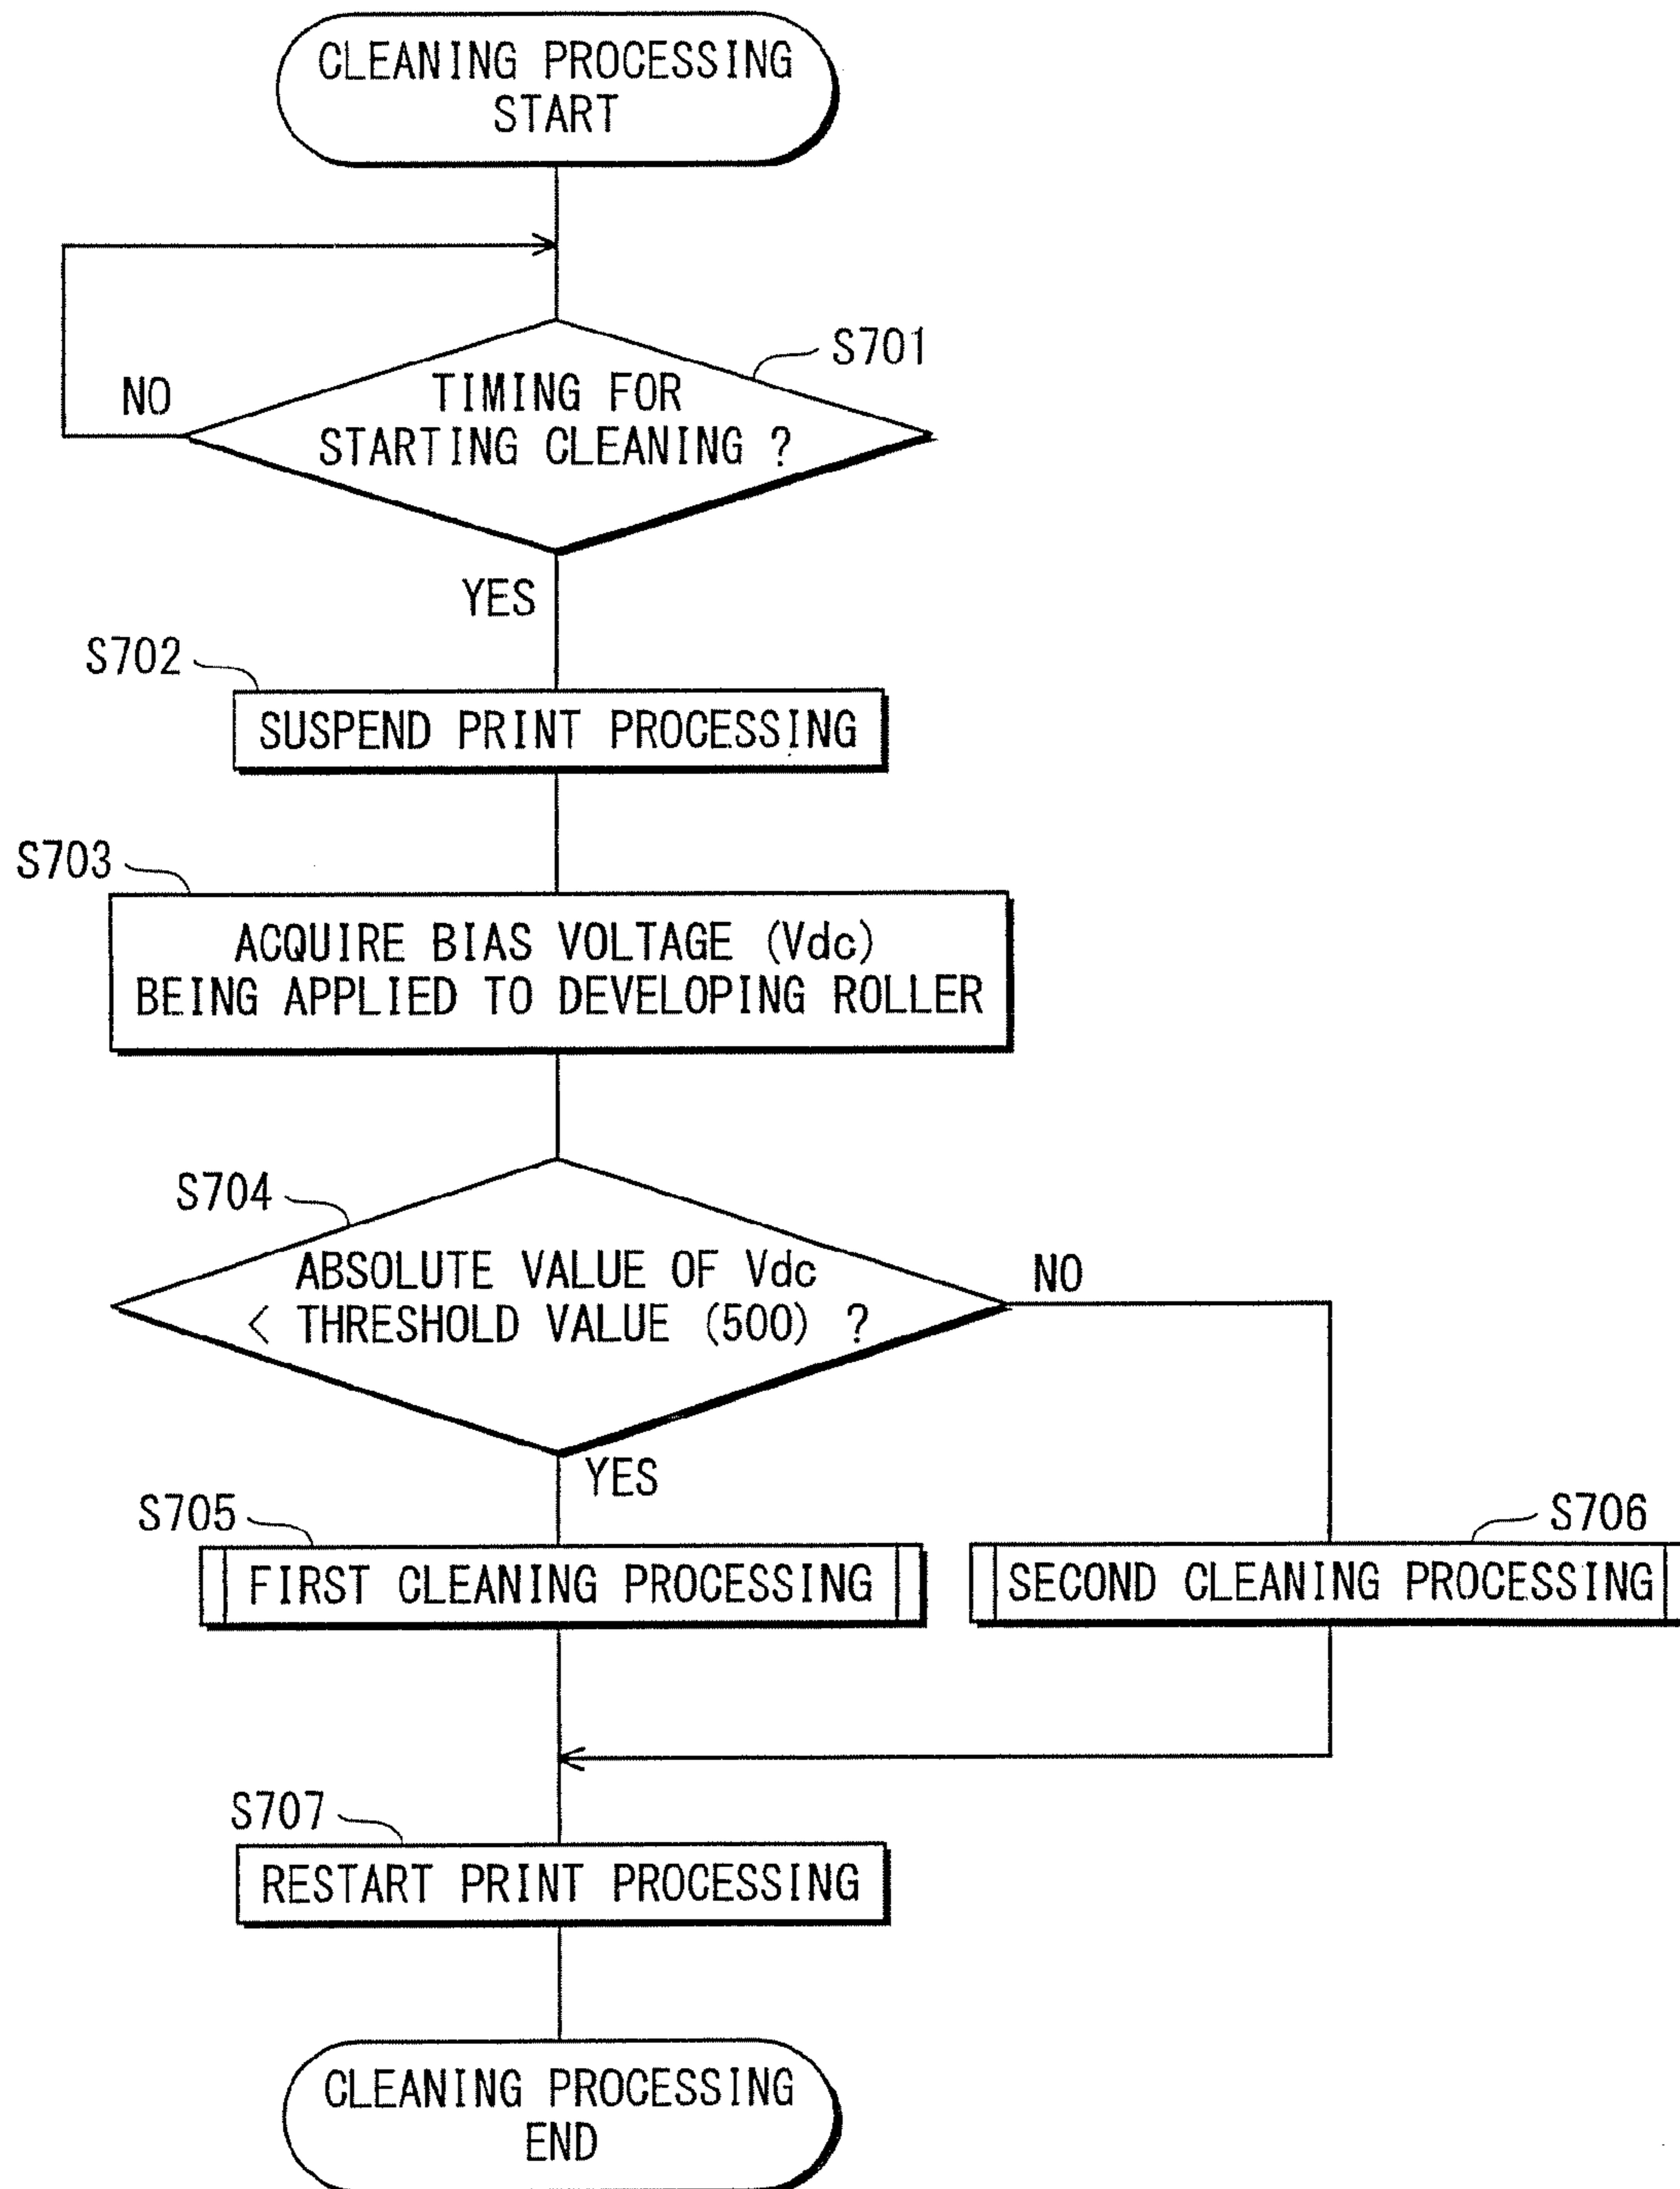 CLEANING PROCESSING
START
S701
TIMING FOR
STARTING CLEANING ?
NO
YES
S702
SUSPEND PRINT PROCESSING
S703
ACQUIRE BIAS VOLTAGE (Vdc)
BEING APPLIED TO DEVELOPING ROLLER
S704
ABSOLUTE VALUE OF Vdc
< THRESHOLD VALUE (500) ?
NO
YES
S705
FIRST CLEANING PROCESSING
S706
SECOND CLEANING PROCESSING
S707
RESTART PRINT PROCESSING
CLEANING PROCESSING
END